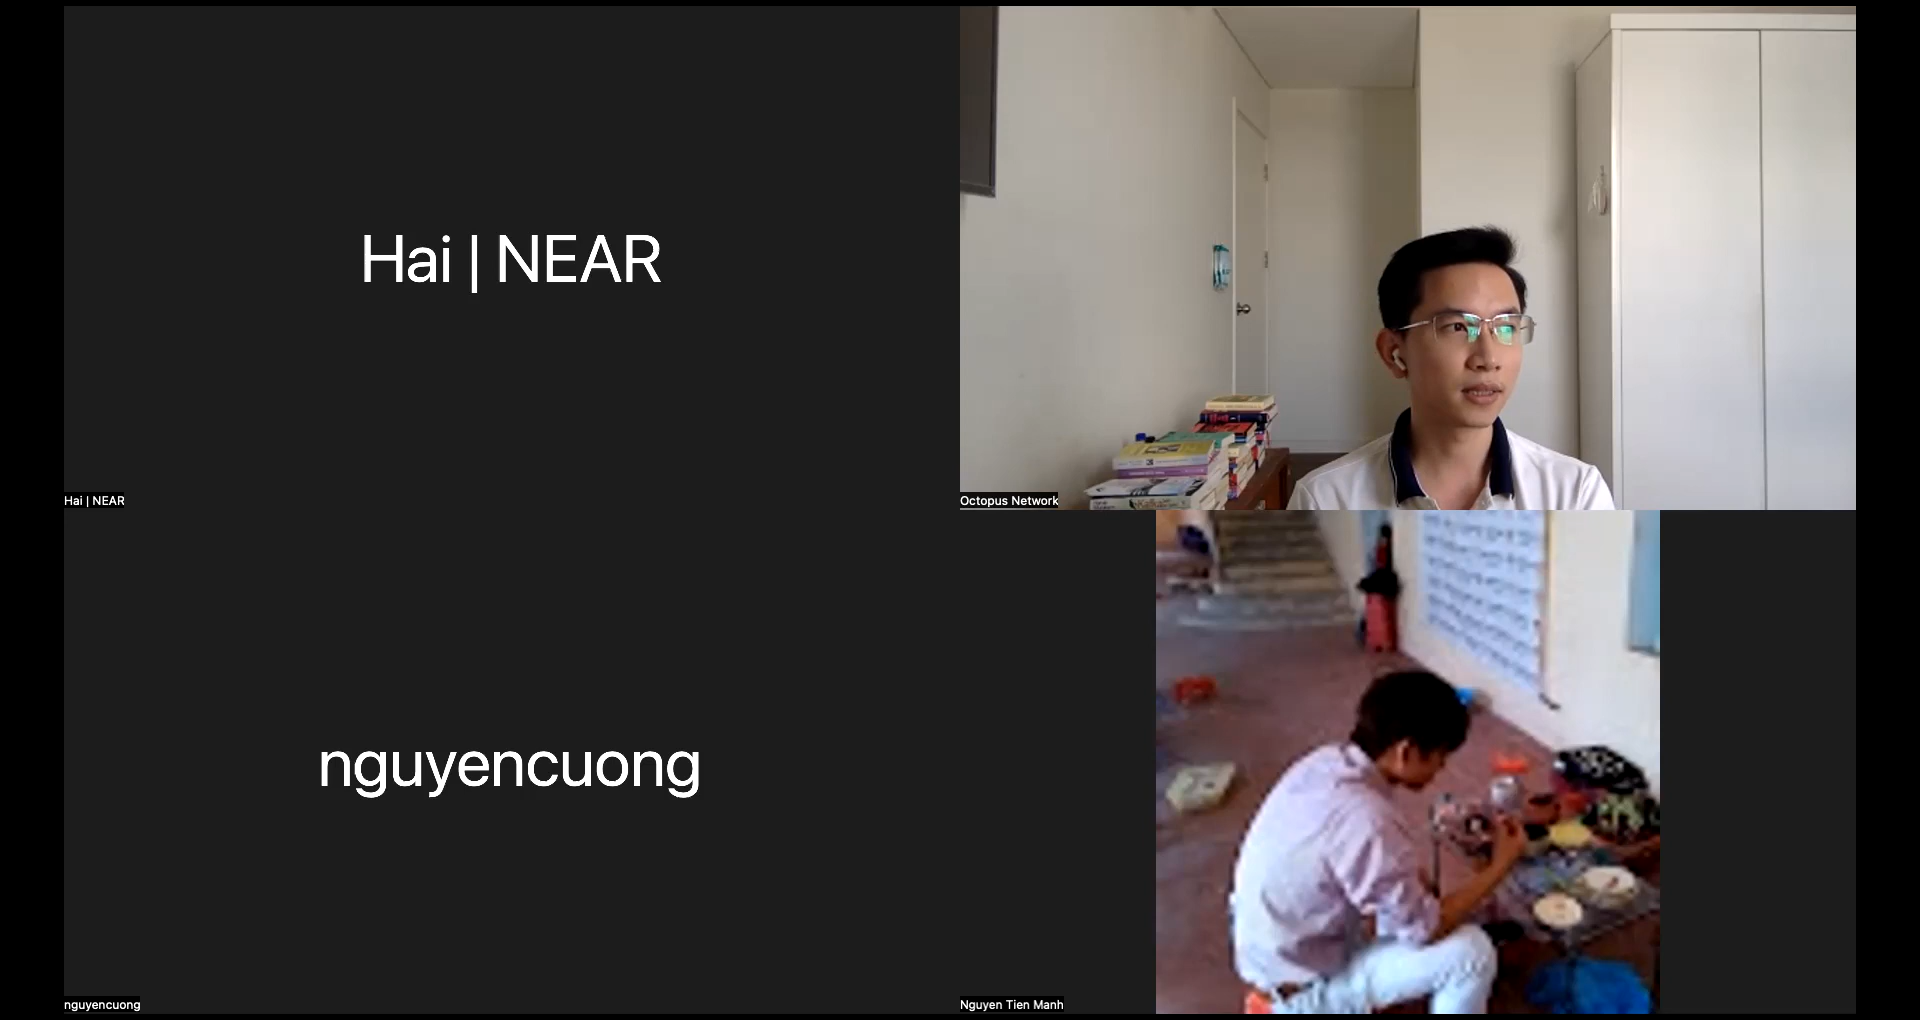 Hai | NEAR
Hai | NEAR
Octopus Network
nguyencuong
nguyencuong
Nguyen Tien Manh